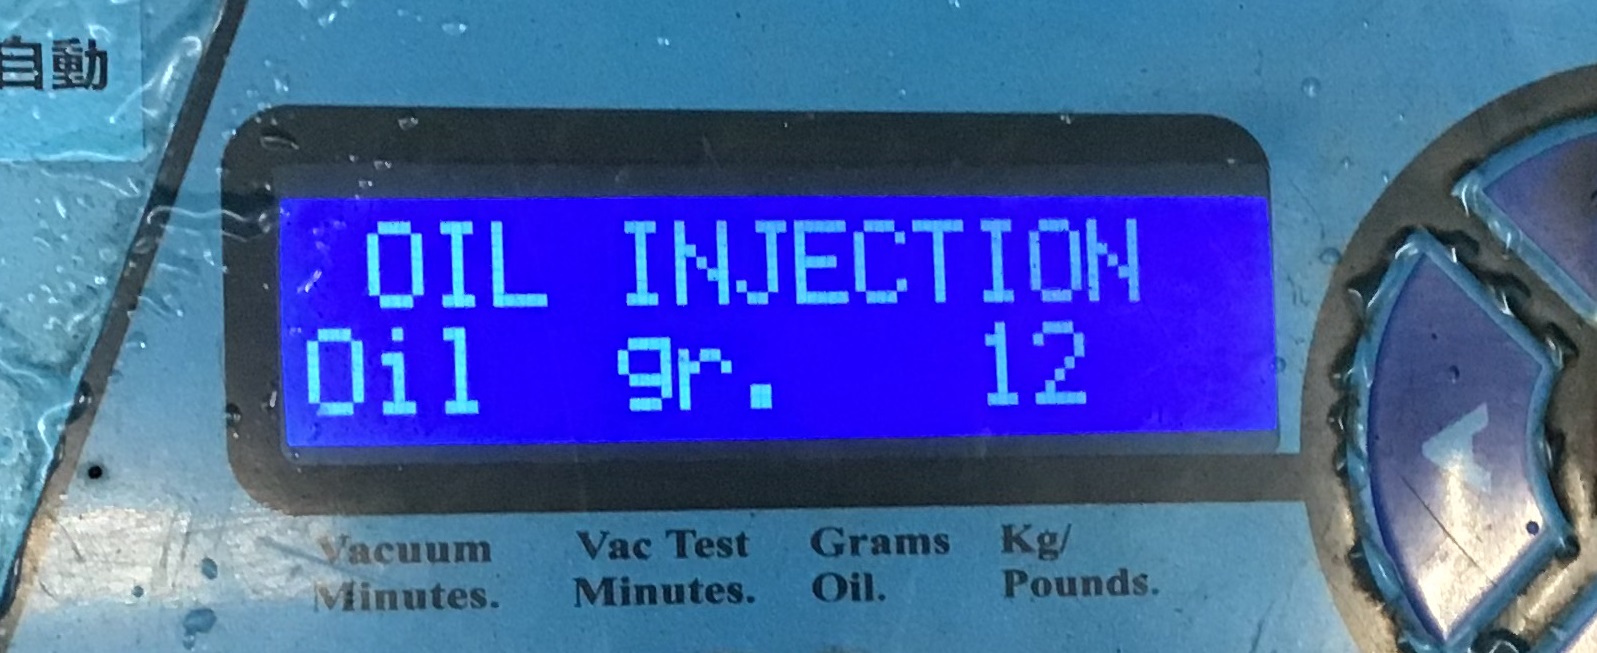 自動
OIL INJECTION
Oil gr. 12
Vacuum Minutes.
Vac Test Minutes.
Grams Oil.
Kg/ Pounds.